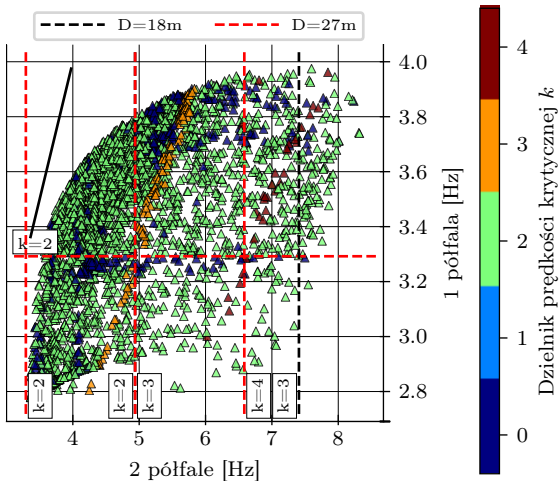 D=18m D=27m
4.0
3.8
3.6
3.4
3.2
3.0
2.8
1 półfala [Hz]
k=2
k=2
k=2
k=3
k=4
k=3
4 5 6 7 8
2 półfale [Hz]
4
3
2
1
0
Dzielnik prędkości krytycznej k